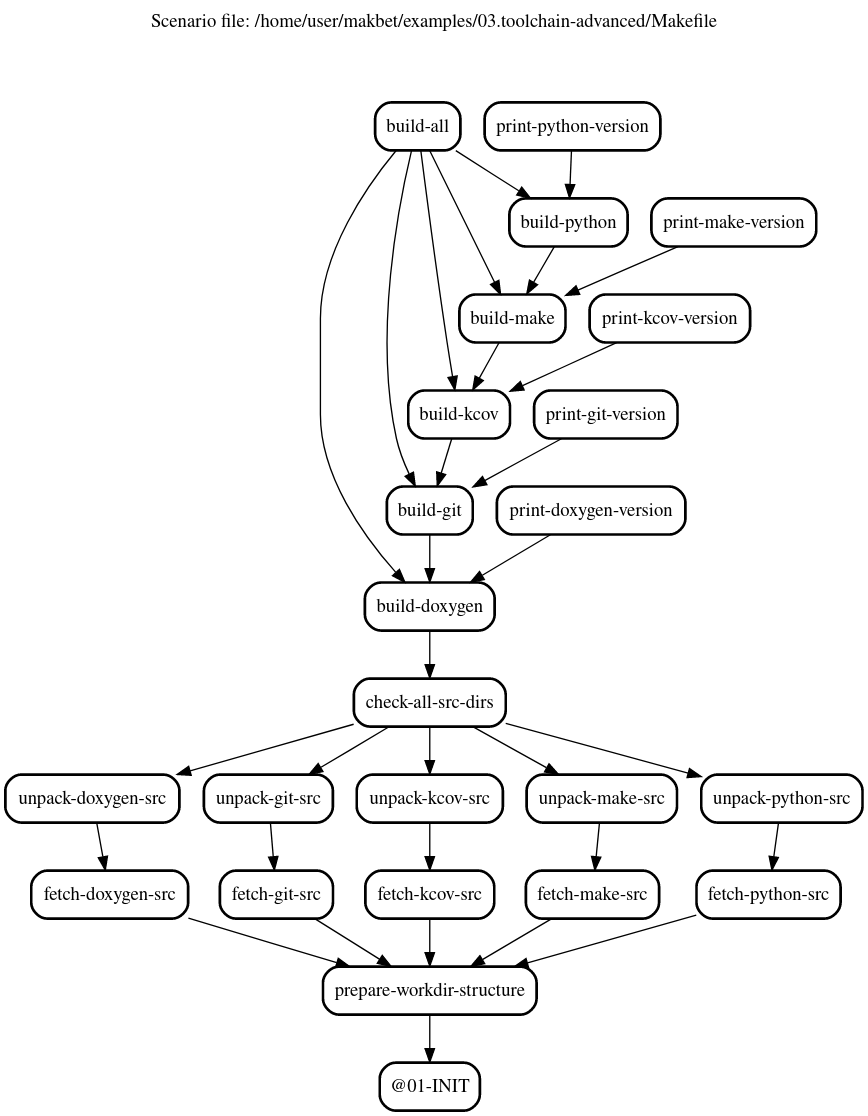 Scenario file: /home/user/makbet/examples/03.toolchain-advanced/Makefile
build-all
print-python-version
build-python
print-make-version
build-make
print-kcov-version
build-kcov
print-git-version
build-git
print-doxygen-version
build-doxygen
check-all-src-dirs
unpack-doxygen-src
unpack-git-src
unpack-kcov-src
unpack-make-src
unpack-python-src
fetch-doxygen-src
fetch-git-src
fetch-kcov-src
fetch-make-src
fetch-python-src
prepare-workdir-structure
@01-INIT